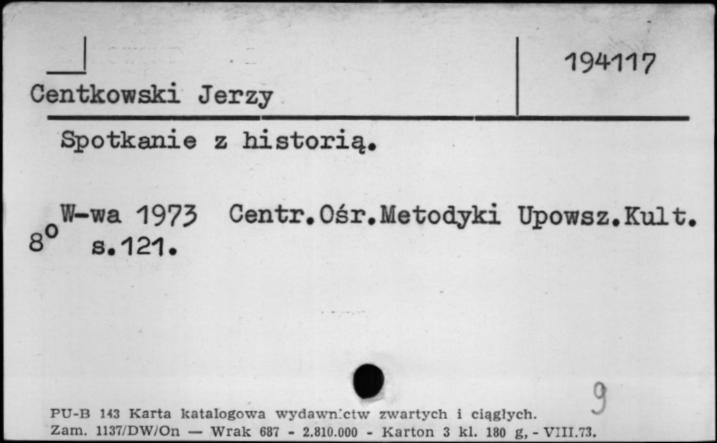 194117
Centkowski Jerzy
Spotkanie z historią.
W-wa 1973 Centr.Ośr.Metodyki Upowsz.Kult.
8° s.121.
9
PU-B 143 Karta katalogowa wydawnictw zwartych i ciągłych.
Zam. 1137/DW/On — Wrak 687 - 2.810.000 - Karton 3 kl. 180 g, - VIII.73.